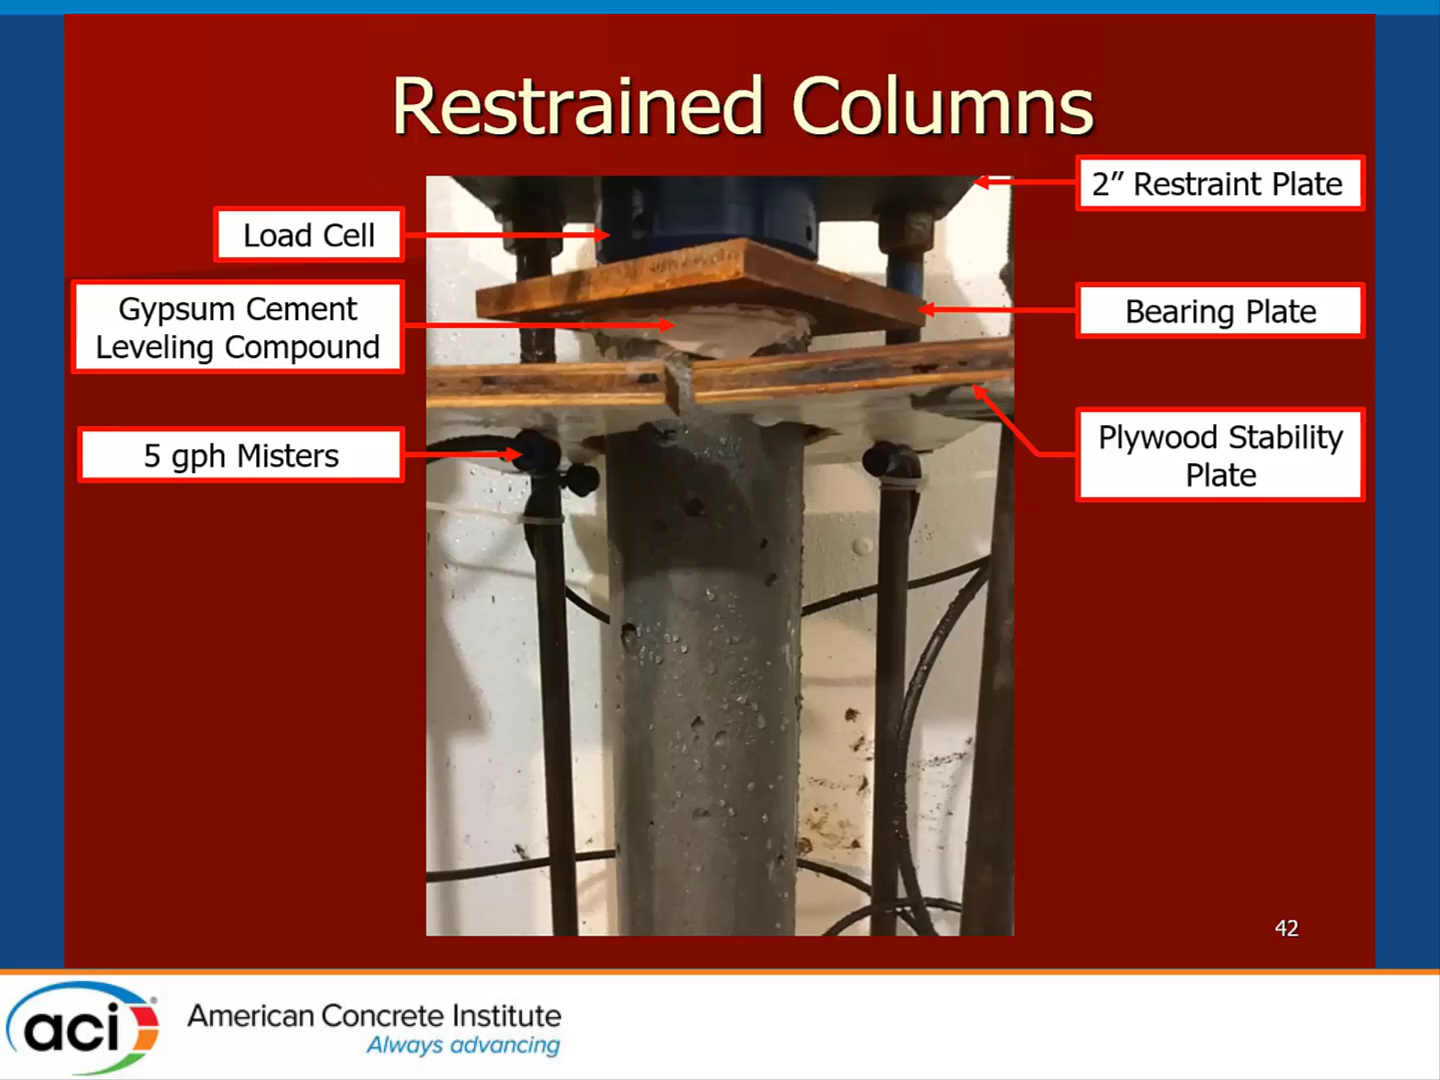 Restrained Columns
2” Restraint Plate
Load Cell
Gypsum Cement
Leveling Compound
Bearing Plate
5 gph Misters
Plywood Stability
Plate
42
aci®
American Concrete Institute
Always advancing